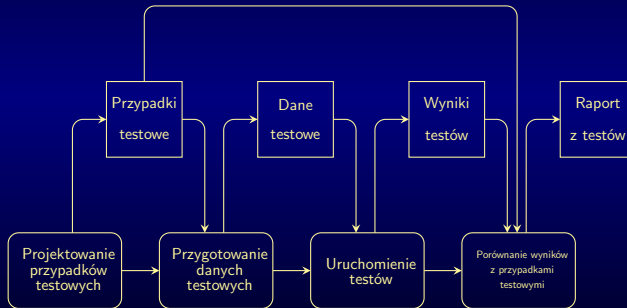 Przypadki
testowe
Dane
testowe
Wyniki
testów
Raport
z testów
Projektowanie
przypadków
testowych
Przygotowanie
danych
testowych
Uruchomienie
testów
Porównanie wyników
z przypadkami
testowymi